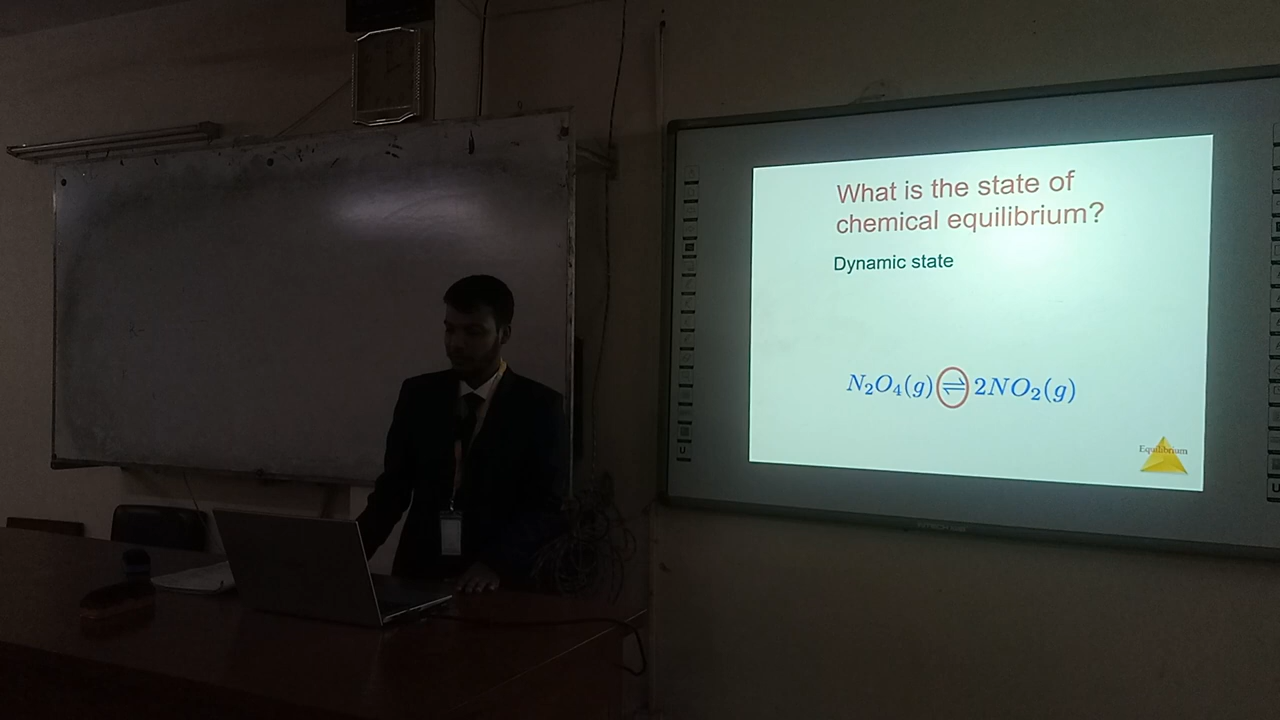 What is the state of
chemical equilibrium?
Dynamic state
N₂O₄(g) ⇌ 2NO₂(g)
Equilibrium
U
U